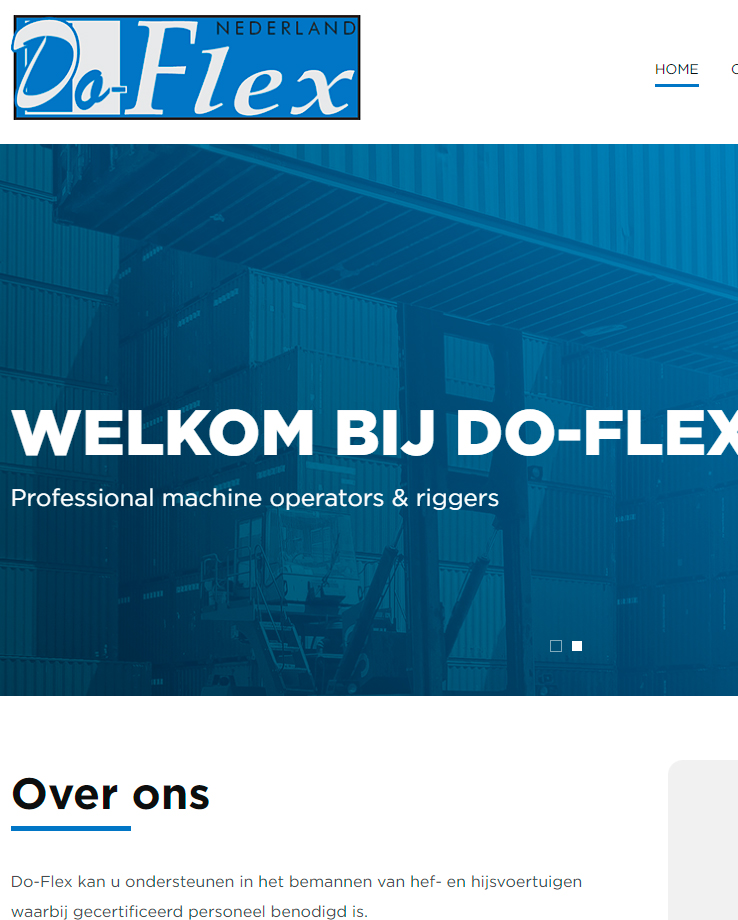 NEDERLAND
Do-Flex
HOME
WELKOM BIJ DO-FLEX
Professional machine operators & riggers
Over ons
Do-Flex kan u ondersteunen in het bemannen van hef- en hijsvoertuigen
waarbij gecertificeerd personeel benodigd is.